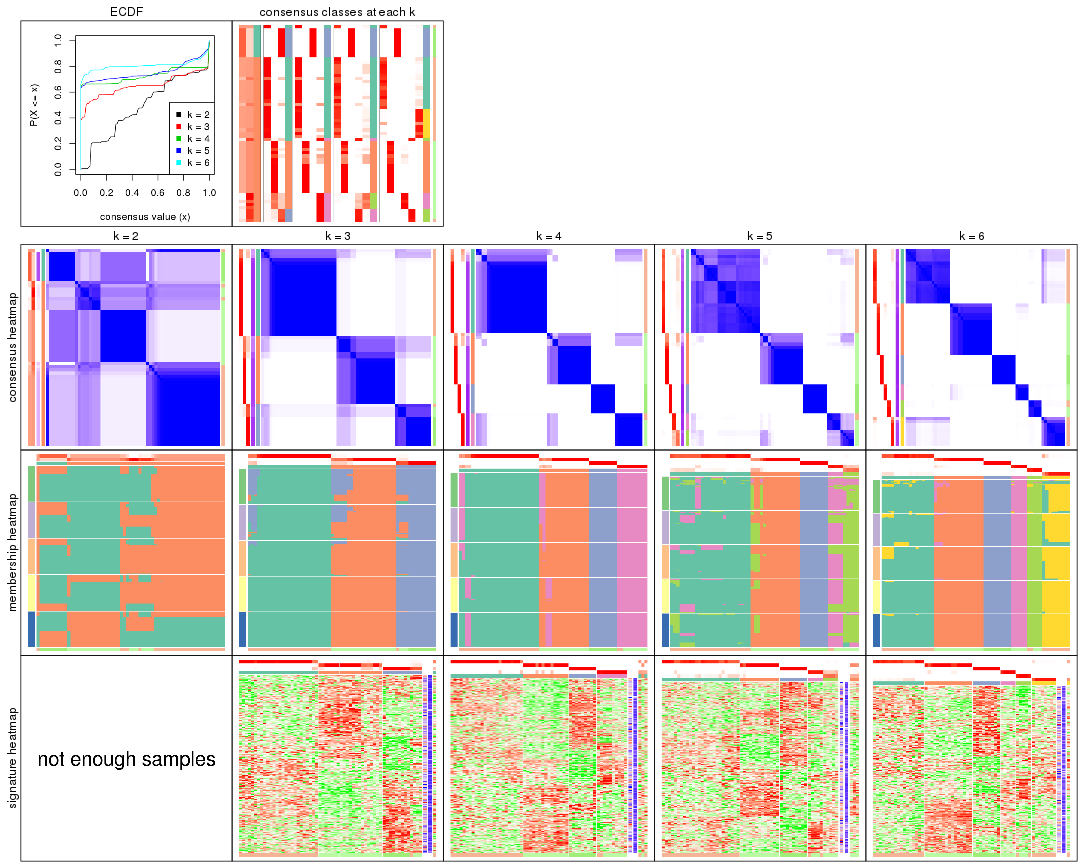 ECDF
consensus classes at each k
P(X <= x)
1.0
0.8
0.6
0.4
0.2
0.0
k = 2
k = 3
k = 4
k = 5
k = 6
0.0 0.2 0.4 0.6 0.8 1.0
consensus value (x)
k = 2
k = 3
k = 4
k = 5
k = 6
consensus heatmap
membership heatmap
signature heatmap
not enough samples